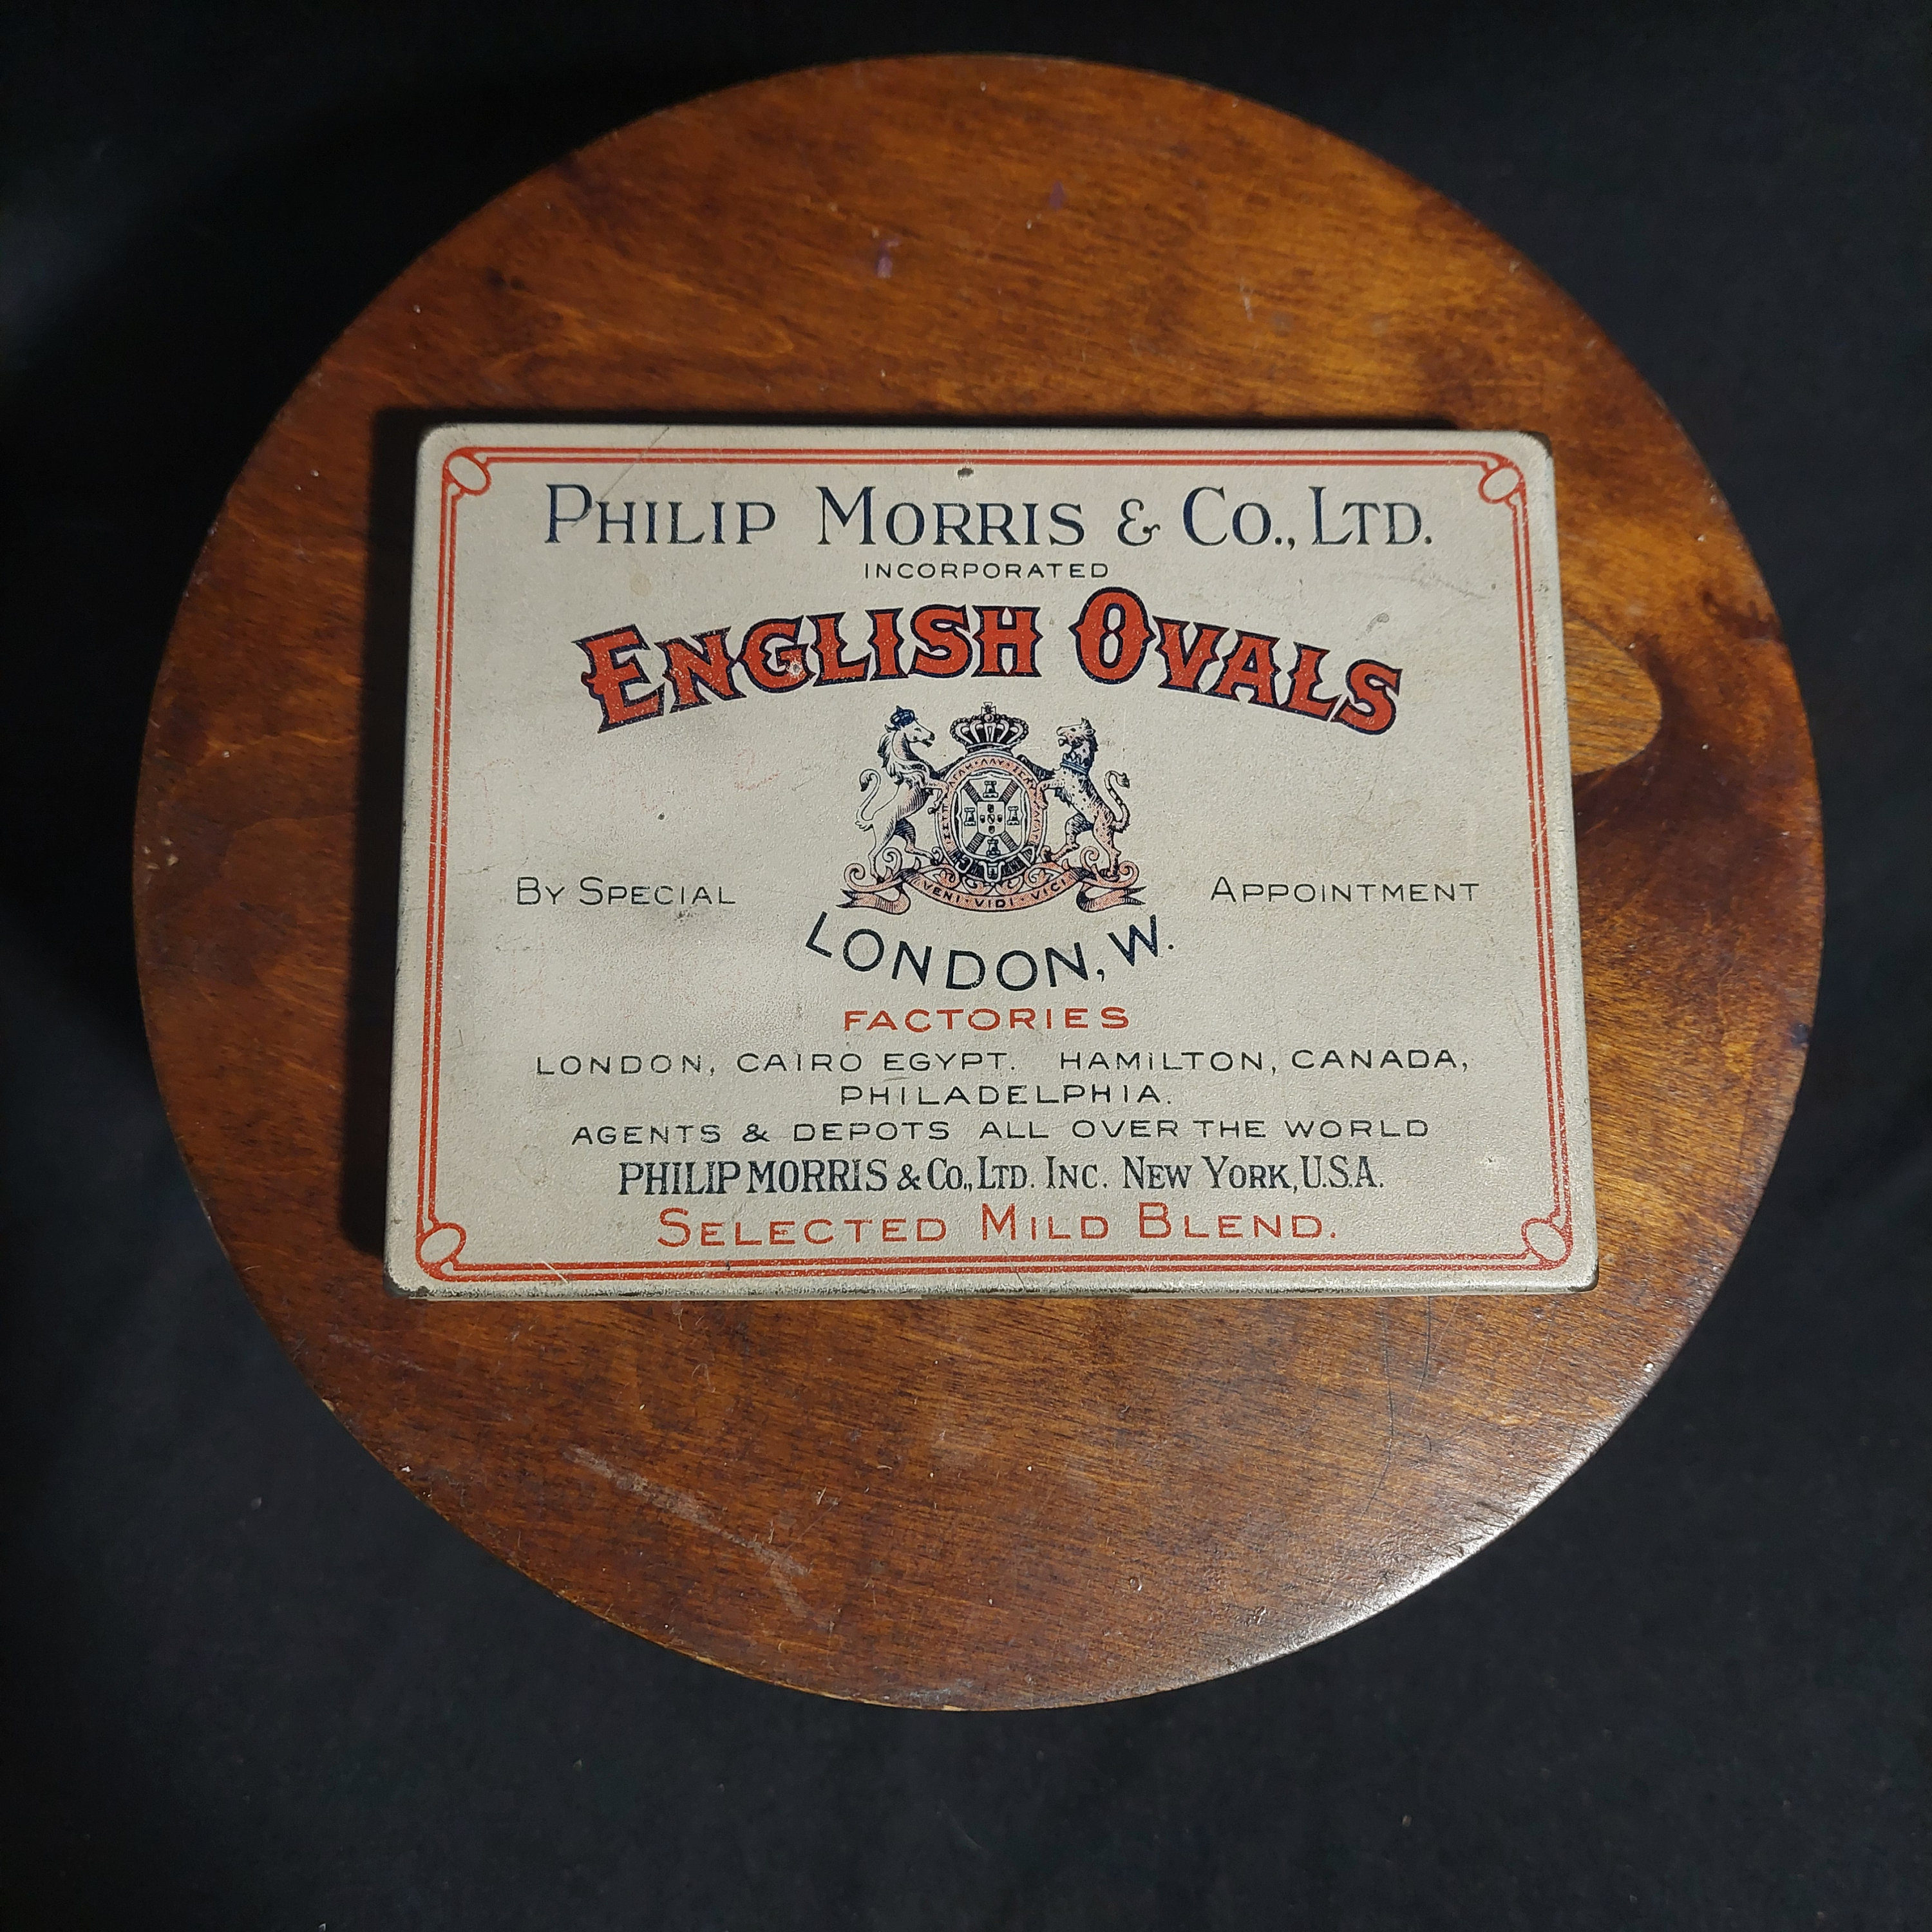 PHILIP MORRIS & CO., LTD.
INCORPORATED
ENGLISH OVALS
VENI·VIDI·VICI
BY SPECIAL APPOINTMENT
LONDON, W.
FACTORIES
LONDON, CAIRO EGYPT. HAMILTON, CANADA,
PHILADELPHIA.
AGENTS & DEPOTS ALL OVER THE WORLD
PHILIP MORRIS & CO., LTD. INC. NEW YORK, U.S.A.
SELECTED MILD BLEND.